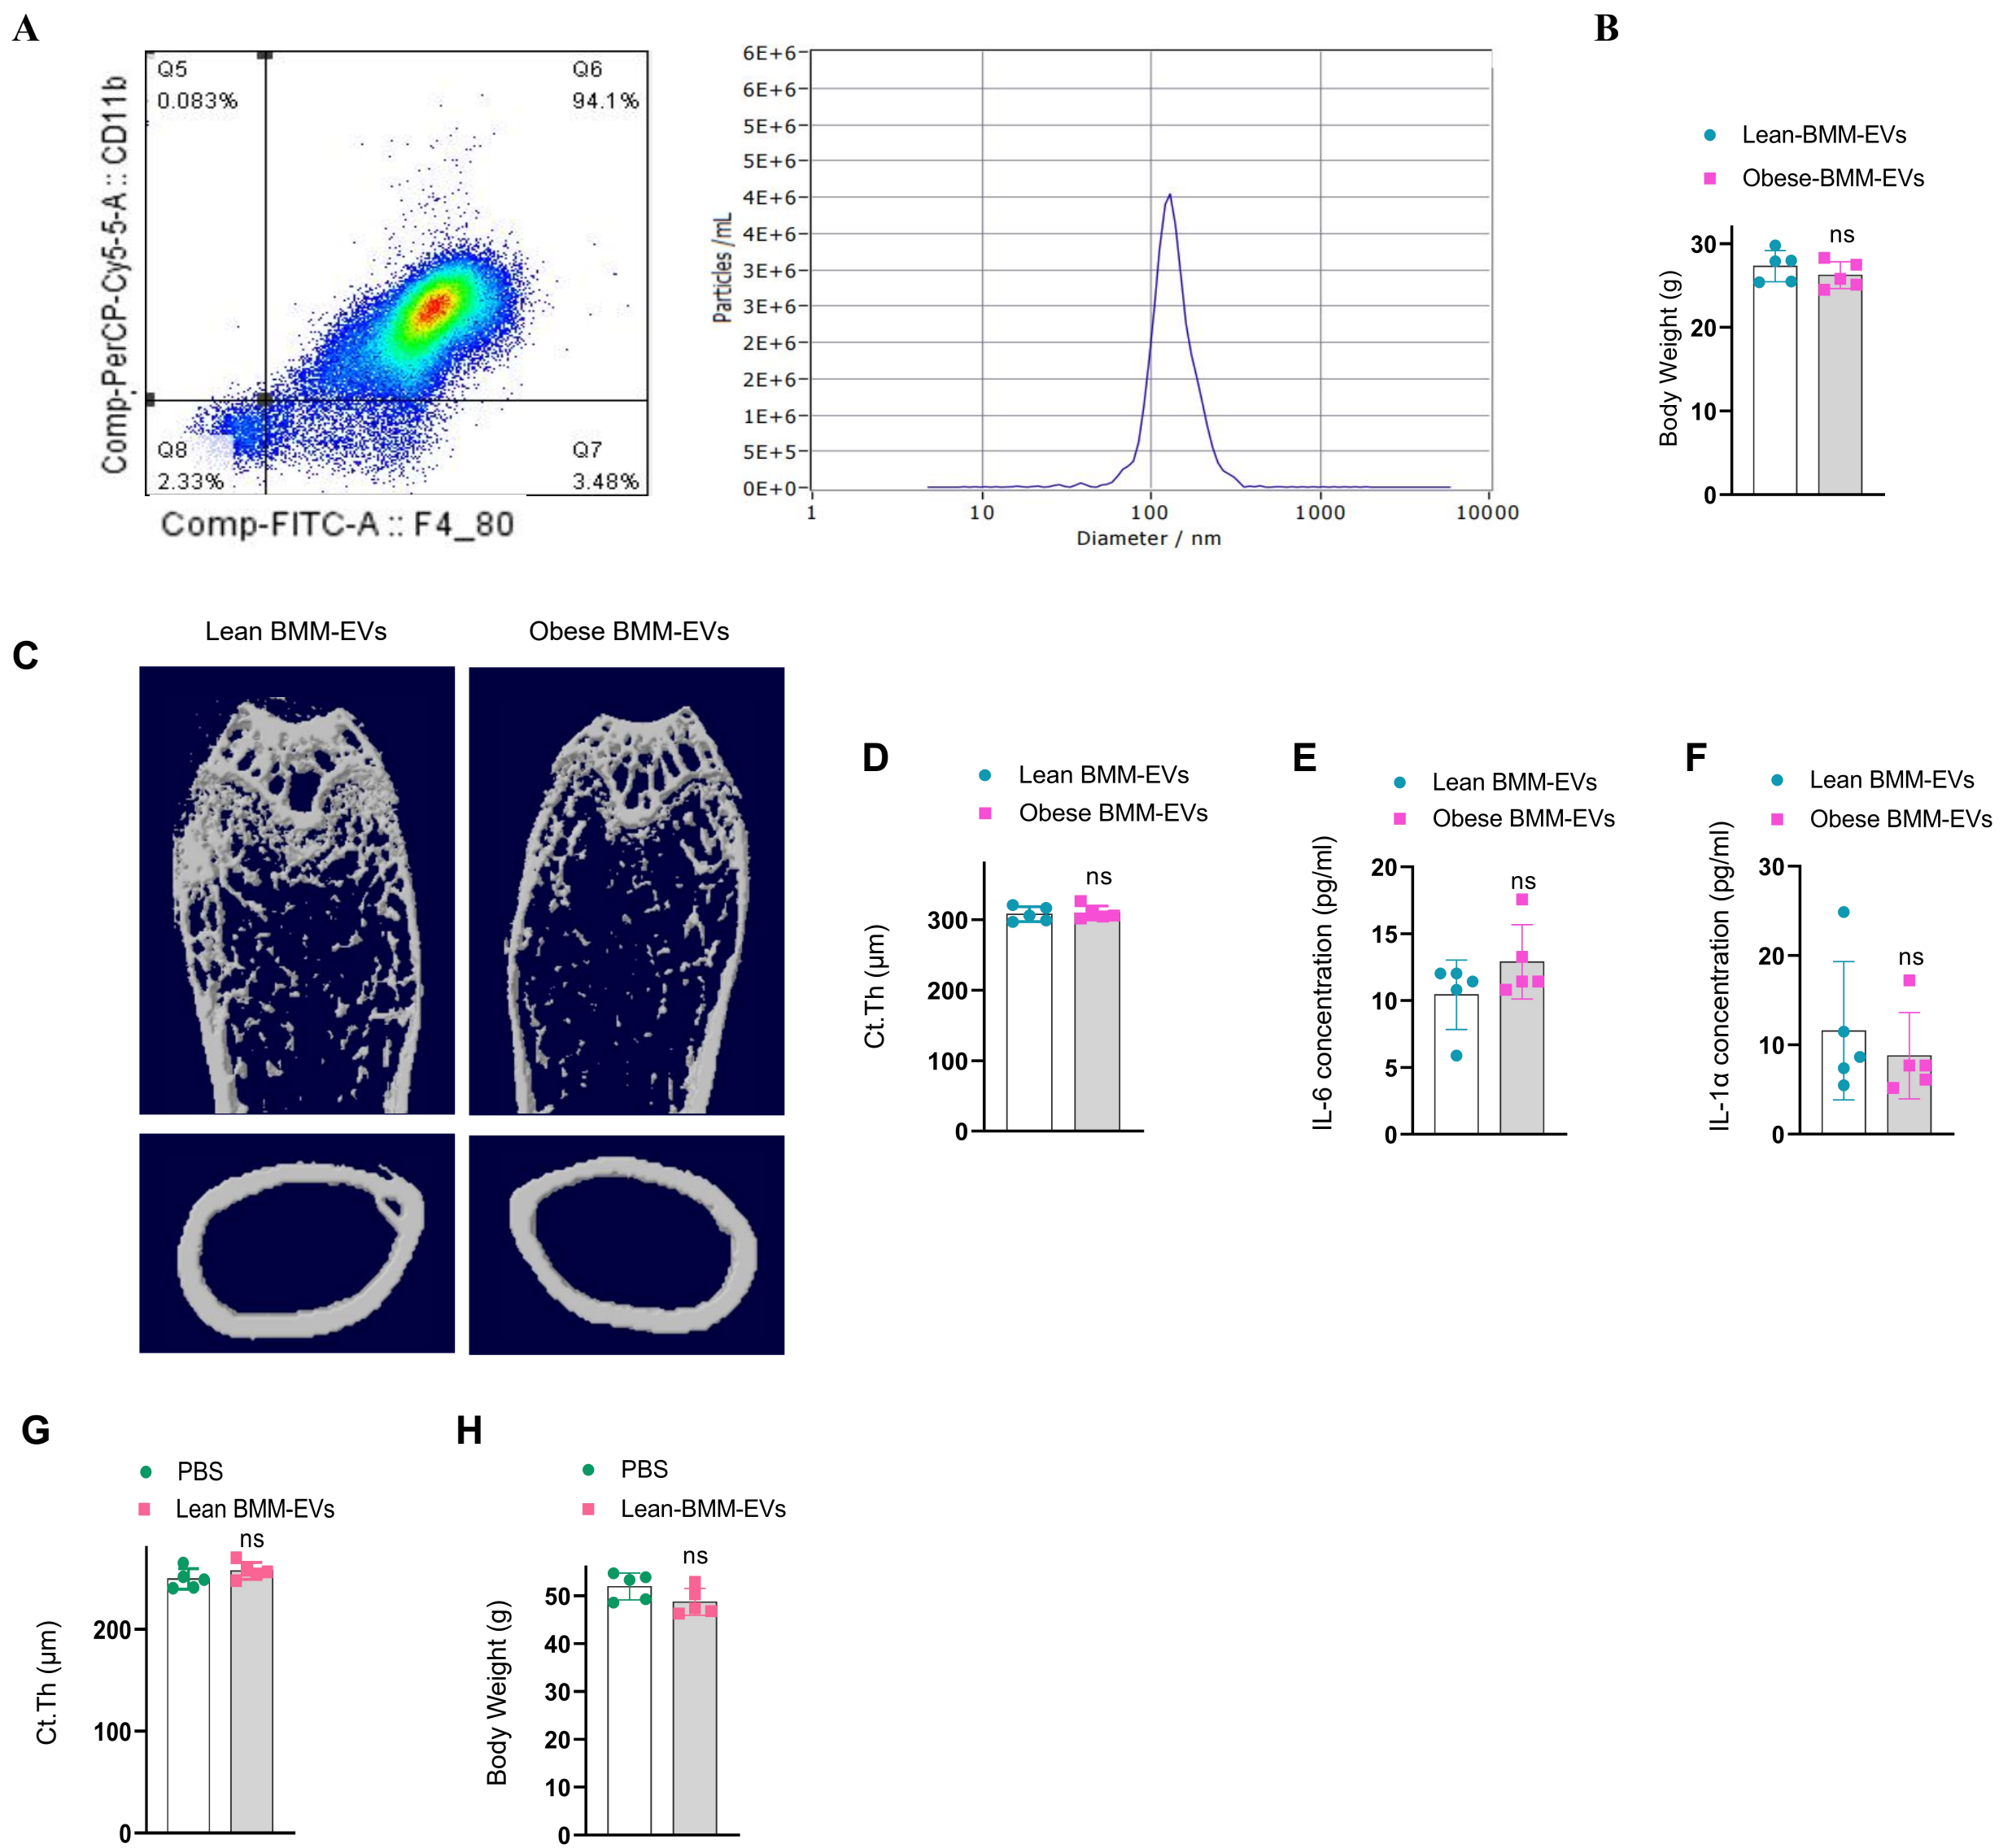 A
Comp-PerCP-Cy5-5-A :: CD11b
Q5
0.083%
Q6
94.1%
Q8
2.33%
Q7
3.48%
Comp-FITC-A :: F4_80
Particles /mL
6E+6
6E+6
5E+6
5E+6
4E+6
4E+6
3E+6
3E+6
2E+6
2E+6
1E+6
5E+5
0E+0
1
10
100
1000
10000
Diameter / nm
B
Lean-BMM-EVs
Obese-BMM-EVs
ns
Body Weight (g)
30
20
10
0
C
Lean BMM-EVs
Obese BMM-EVs
D
Lean BMM-EVs
Obese BMM-EVs
ns
Ct.Th (μm)
300
200
100
0
E
Lean BMM-EVs
Obese BMM-EVs
ns
IL-6 concentration (pg/ml)
20
15
10
5
0
F
Lean BMM-EVs
Obese BMM-EVs
ns
IL-1α concentration (pg/ml)
30
20
10
0
G
PBS
Lean BMM-EVs
ns
Ct.Th (μm)
200
100
0
H
PBS
Lean-BMM-EVs
ns
Body Weight (g)
50
40
30
20
10
0